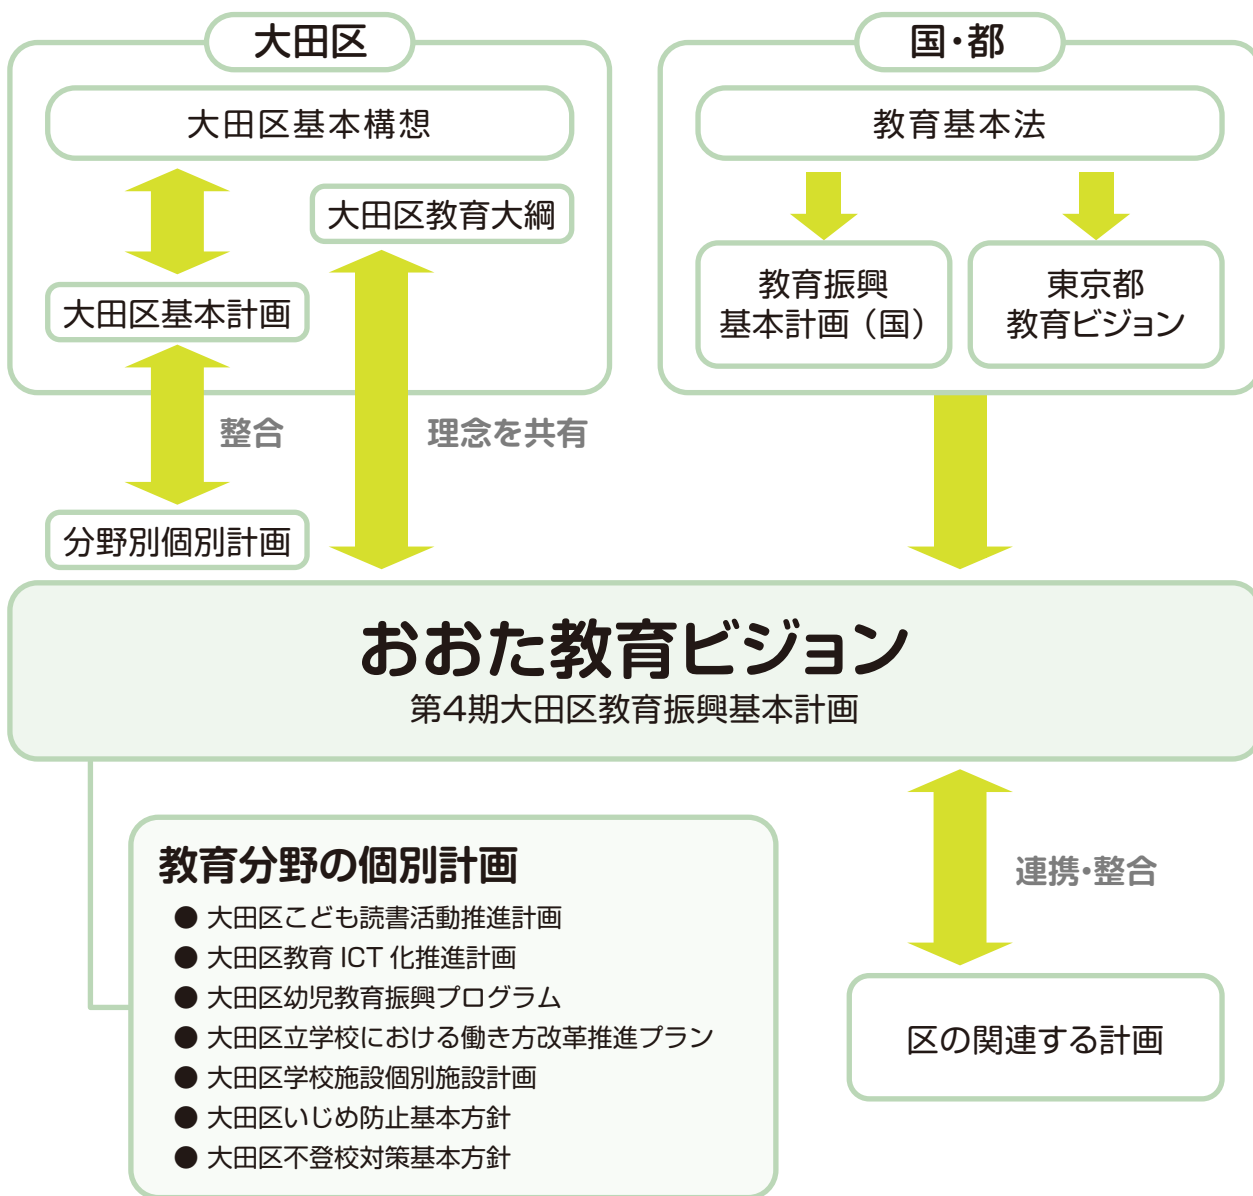 大田区
大田区基本構想
大田区教育大綱
大田区基本計画
整合
理念を共有
分野別個別計画
国・都
教育基本法
教育振興
基本計画（国）
東京都
教育ビジョン
おおた教育ビジョン
第4期大田区教育振興基本計画
教育分野の個別計画
● 大田区こども読書活動推進計画
● 大田区教育 ICT 化推進計画
● 大田区幼児教育振興プログラム
● 大田区立学校における働き方改革推進プラン
● 大田区学校施設個別施設計画
● 大田区いじめ防止基本方針
● 大田区不登校対策基本方針
連携・整合
区の関連する計画